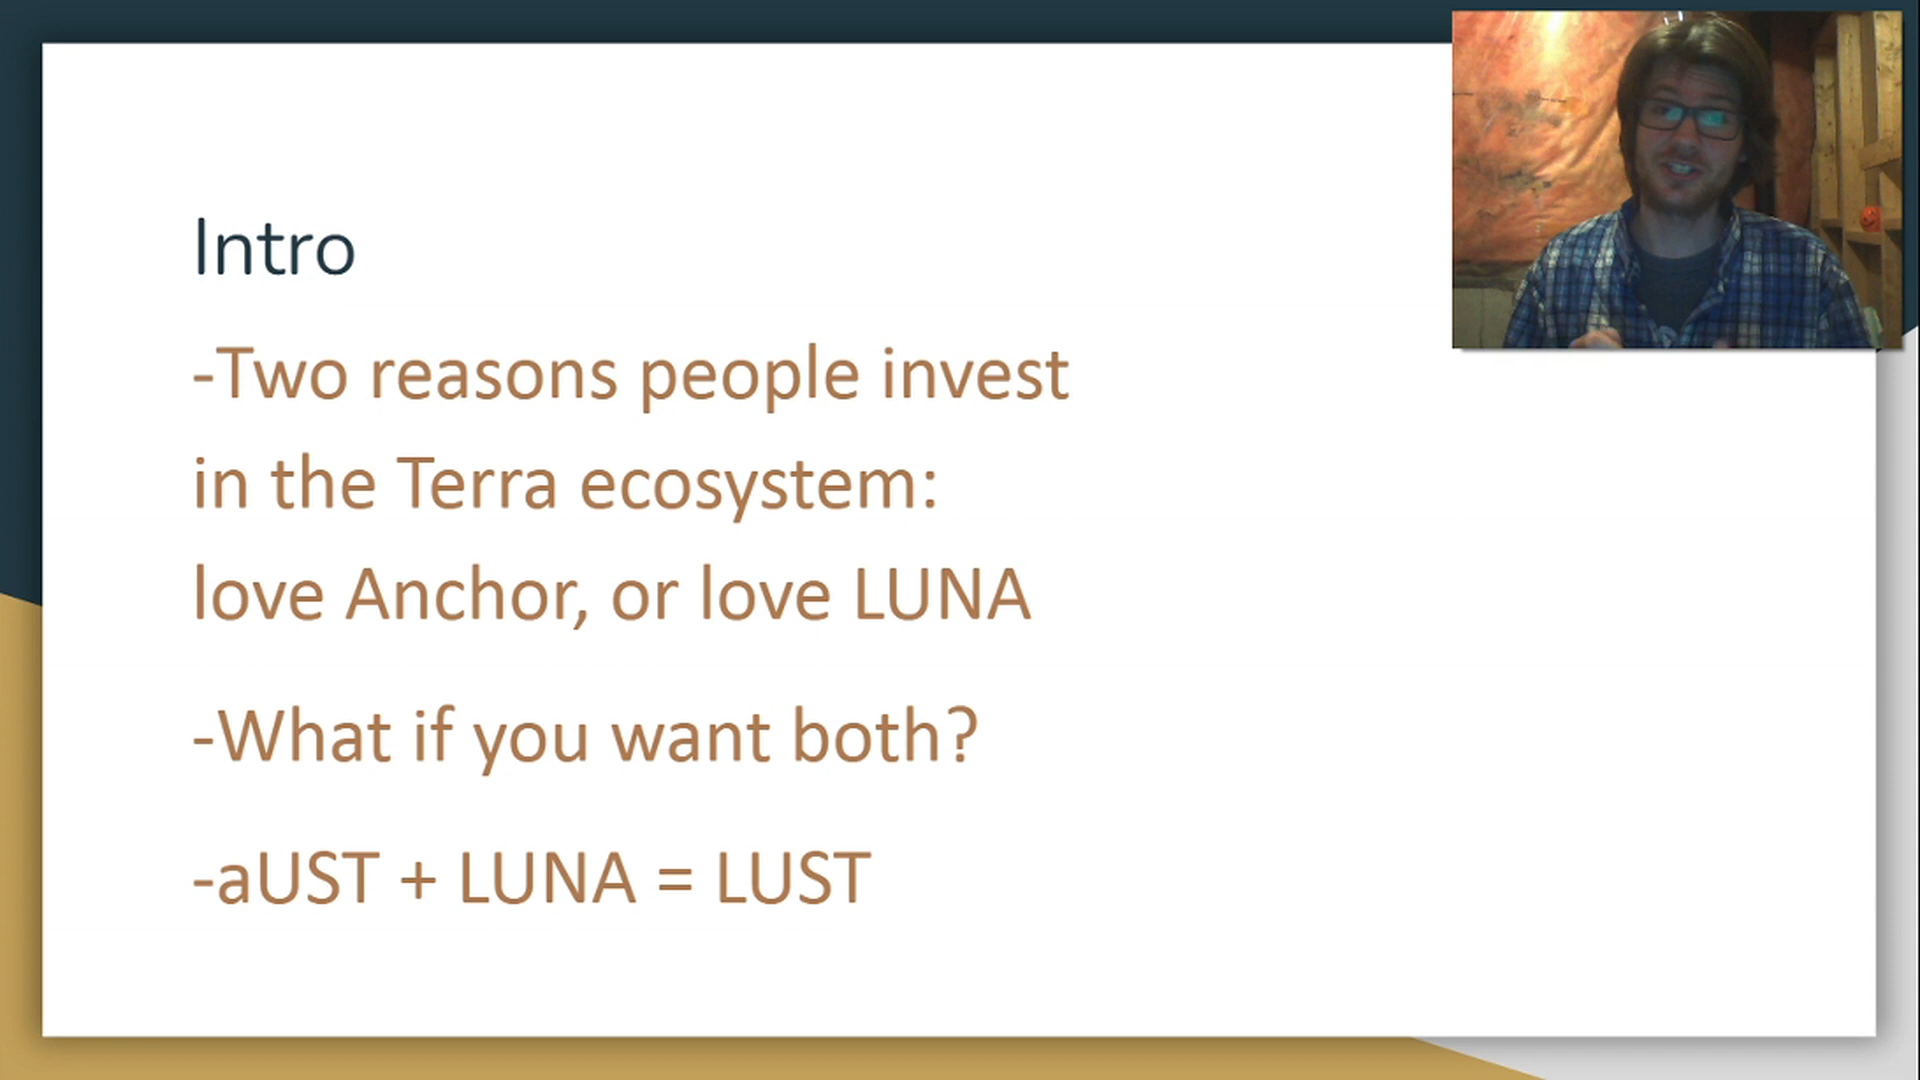 Intro
-Two reasons people invest
in the Terra ecosystem:
love Anchor, or love LUNA
-What if you want both?
-aUST + LUNA = LUST